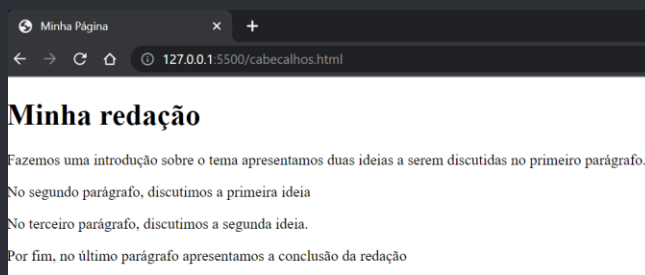 Minha Página
127.0.0.1:5500/cabecalhos.html
Minha redação
Fazemos uma introdução sobre o tema apresentamos duas ideias a serem discutidas no primeiro parágrafo.
No segundo parágrafo, discutimos a primeira ideia
No terceiro parágrafo, discutimos a segunda ideia.
Por fim, no último parágrafo apresentamos a conclusão da redação